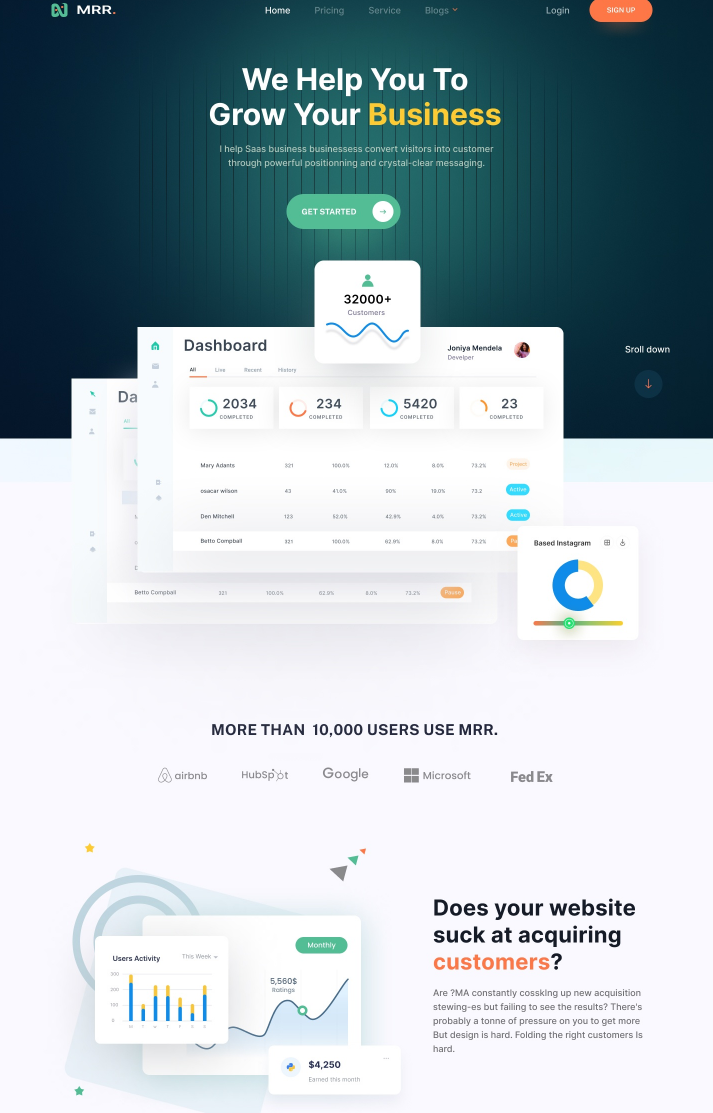 MRR.
Home Pricing Service Blogs Login SIGN UP
We Help You To
Grow Your Business
I help Saas business businessess convert visitors into customer
through powerful positionning and crystal-clear messaging.
GET STARTED
32000+
Customers
Dashboard
Joniya Mendela
Develper
All Live Recent History
2034 COMPLETED
234 COMPLETED
5420 COMPLETED
23 COMPLETED
Mary Adants 321 100.0% 12.0% 8.0% 73.2% Project
osacar wilson 43 41.0% 90% 19.0% 73.2 Active
Den Mitchell 123 52.0% 42.9% 4.0% 73.2% Active
Betto Compball 321 100.0% 62.9% 8.0% 73.2%
Sroll down
Da
All
Betto Compball 321 100.0% 62.9% 8.0% 73.2% Pause
Based Instagram
MORE THAN 10,000 USERS USE MRR.
airbnb HubSpot Google Microsoft Fed Ex
Monthly
Users Activity This Week
300
200
100
0
M T W T F S S
5,560$
Ratings
$4,250
Earned this month
Does your website
suck at acquiring
customers?
Are ?MA constantly cossking up new acquisition
stewing-es but failing to see the results? There's
probably a tonne of pressure on you to get more
But design is hard. Folding the right customers Is
hard.